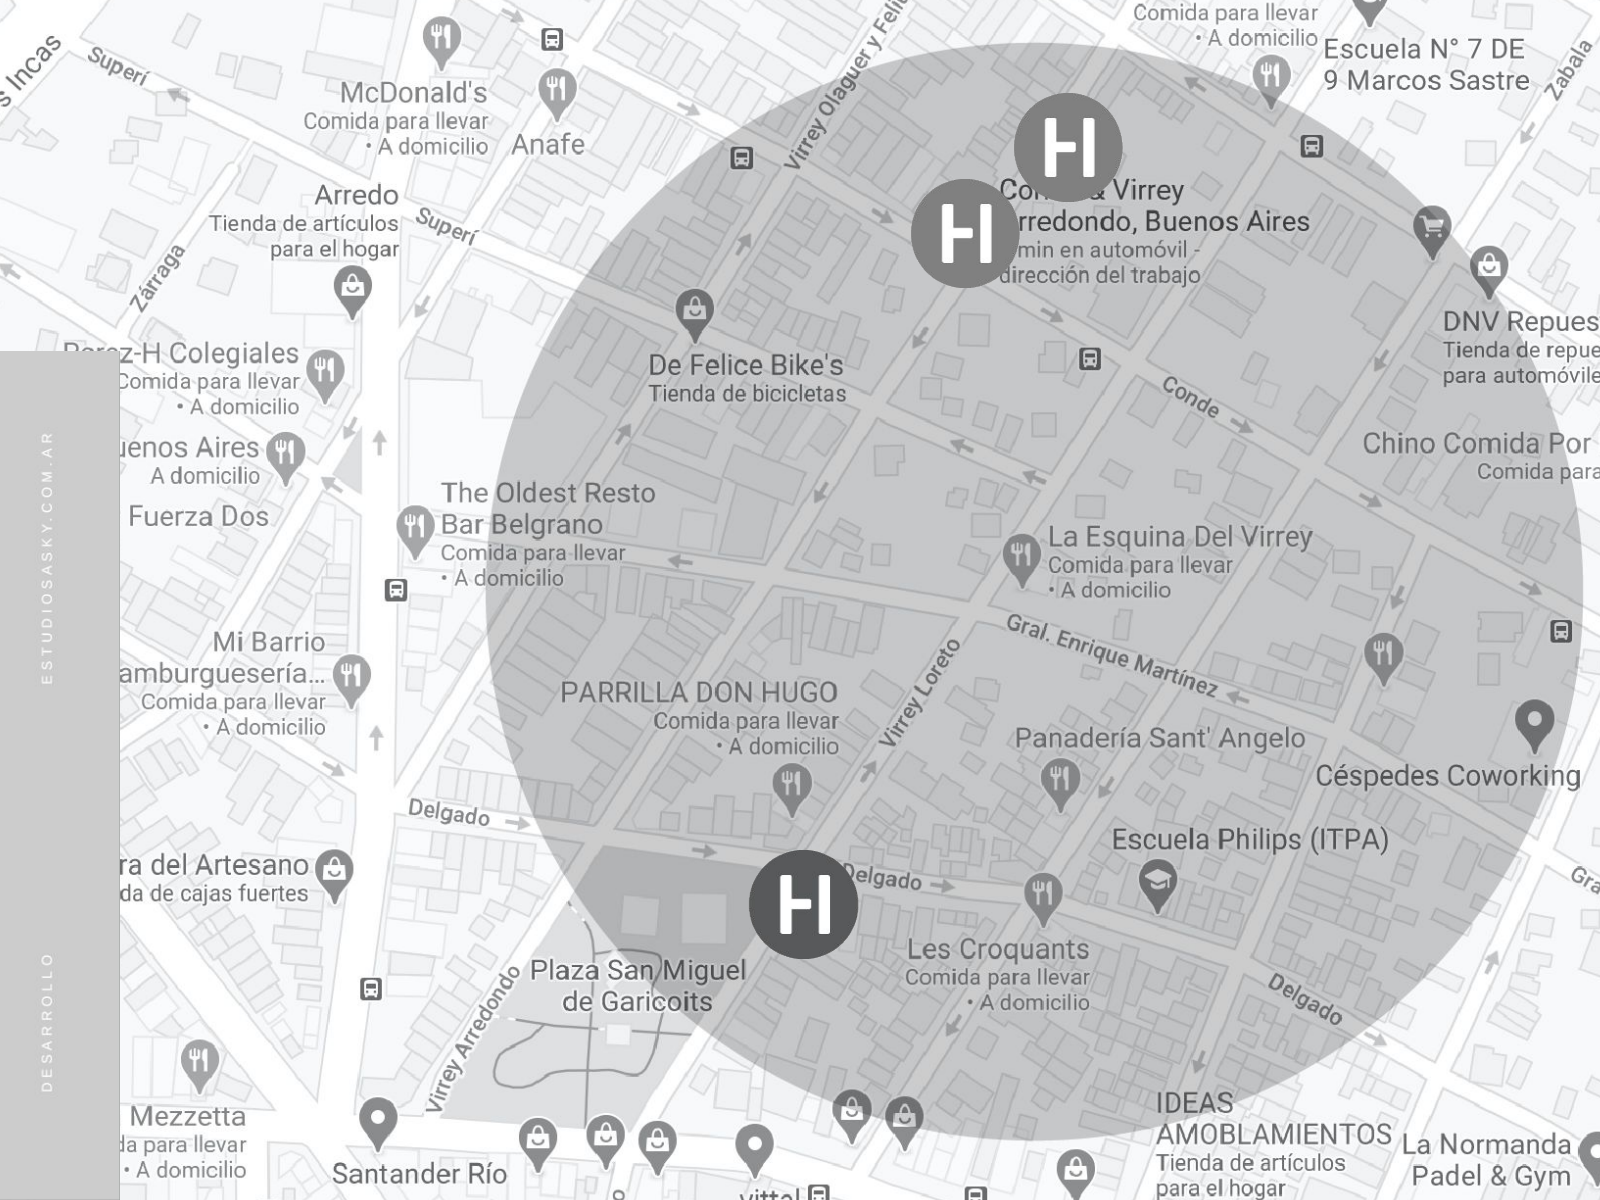 Comida para llevar
• A domicilio
Escuela N° 7 DE
9 Marcos Sastre
Zabala
s Incas
Superí
McDonald's
Comida para llevar
• A domicilio
Anafe
Virrey Olaguer y Feliú
H
H
& Virrey
rredondo, Buenos Aires
min en automóvil -
dirección del trabajo
Arredo
Tienda de artículos
para el hogar
Superí
Zárraga
DNV Repues
Tienda de repue
para automóvile
z-H Colegiales
Comida para llevar
• A domicilio
De Felice Bike's
Tienda de bicicletas
Conde
uenos Aires
A domicilio
Chino Comida Por
Comida para
Fuerza Dos
The Oldest Resto
Bar Belgrano
Comida para llevar
• A domicilio
La Esquina Del Virrey
Comida para llevar
• A domicilio
ESTUDIOSASKY.COM.AR
Mi Barrio
amburguesería...
Comida para llevar
• A domicilio
Gral. Enrique Martínez
Virrey Loreto
PARRILLA DON HUGO
Comida para llevar
• A domicilio
Panadería Sant' Angelo
Céspedes Coworking
Delgado
Escuela Philips (ITPA)
ra del Artesano
da de cajas fuertes
H
Delgado
Gra
Les Croquants
Comida para llevar
• A domicilio
Plaza San Miguel
de Garicoits
Delgado
Virrey Arredondo
DESARROLLO
Mezzetta
da para llevar
• A domicilio
Santander Río
vittal
IDEAS
AMOBLAMIENTOS
Tienda de artículos
para el hogar
La Normanda
Padel & Gym